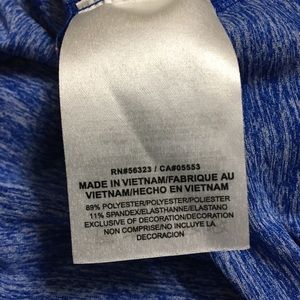 RN#56323 / CA#05553
MADE IN VIETNAM/FABRIQUE AU
VIETNAM/HECHO EN VIETNAM
89% POLYESTER/POLYESTER/POLIESTER
11% SPANDEX/ELASTHANNE/ELASTANO
EXCLUSIVE OF DECORATION/DECORATION
NON COMPRISE/NO INCLUYE LA
DECORACION